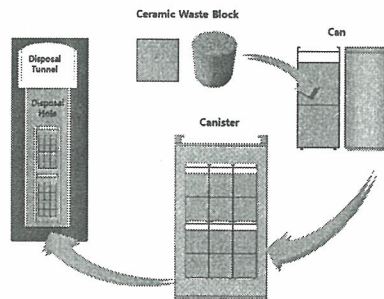 Ceramic Waste Block
Can
Disposal
Tunnel
Disposal
Hole
Canister